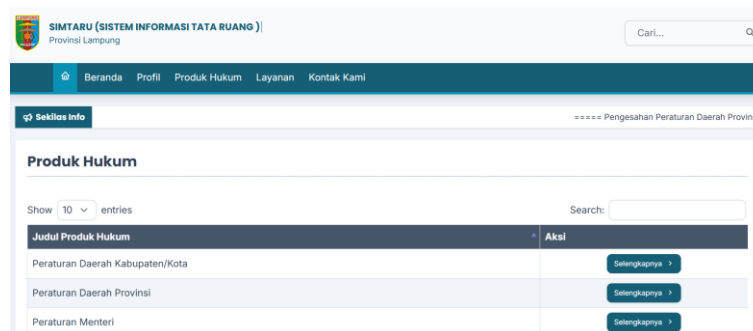 SIMTARU (SISTEM INFORMASI TATA RUANG )|
Provinsi Lampung
Cari...
Beranda Profil Produk Hukum Layanan Kontak Kami
Sekilas Info
===== Pengesahan Peraturan Daerah Provin
Produk Hukum
Show 10 entries Search:
Judul Produk Hukum Aksi
Peraturan Daerah Kabupaten/Kota Selengkapnya >
Peraturan Daerah Provinsi Selengkapnya >
Peraturan Menteri Selengkapnya >